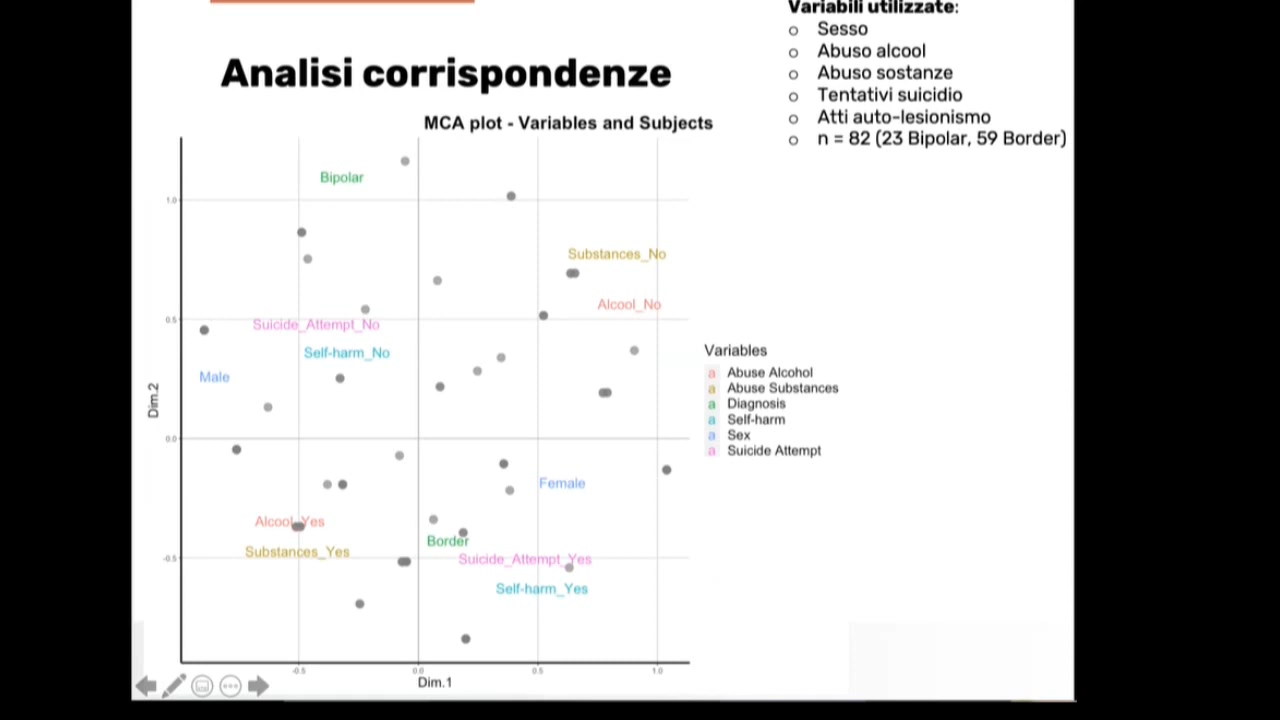 Variabili utilizzate:
o Sesso
o Abuso alcool
o Abuso sostanze
o Tentativi suicidio
o Atti auto-lesionismo
o n = 82 (23 Bipolar, 59 Border)
Analisi corrispondenze
MCA plot - Variables and Subjects
Bipolar
1.0
Substances_No
Alcool_No
0.5
Suicide_Attempt_No
Self-harm_No
Male
Dim.2
0.0
Female
Alcool_Yes
Border
Substances_Yes
Suicide_Attempt_Yes
-0.5
Self-harm_Yes
-0.5 0.0 0.5 1.0
Dim.1
Variables
a Abuse Alcohol
a Abuse Substances
a Diagnosis
a Self-harm
a Sex
a Suicide Attempt